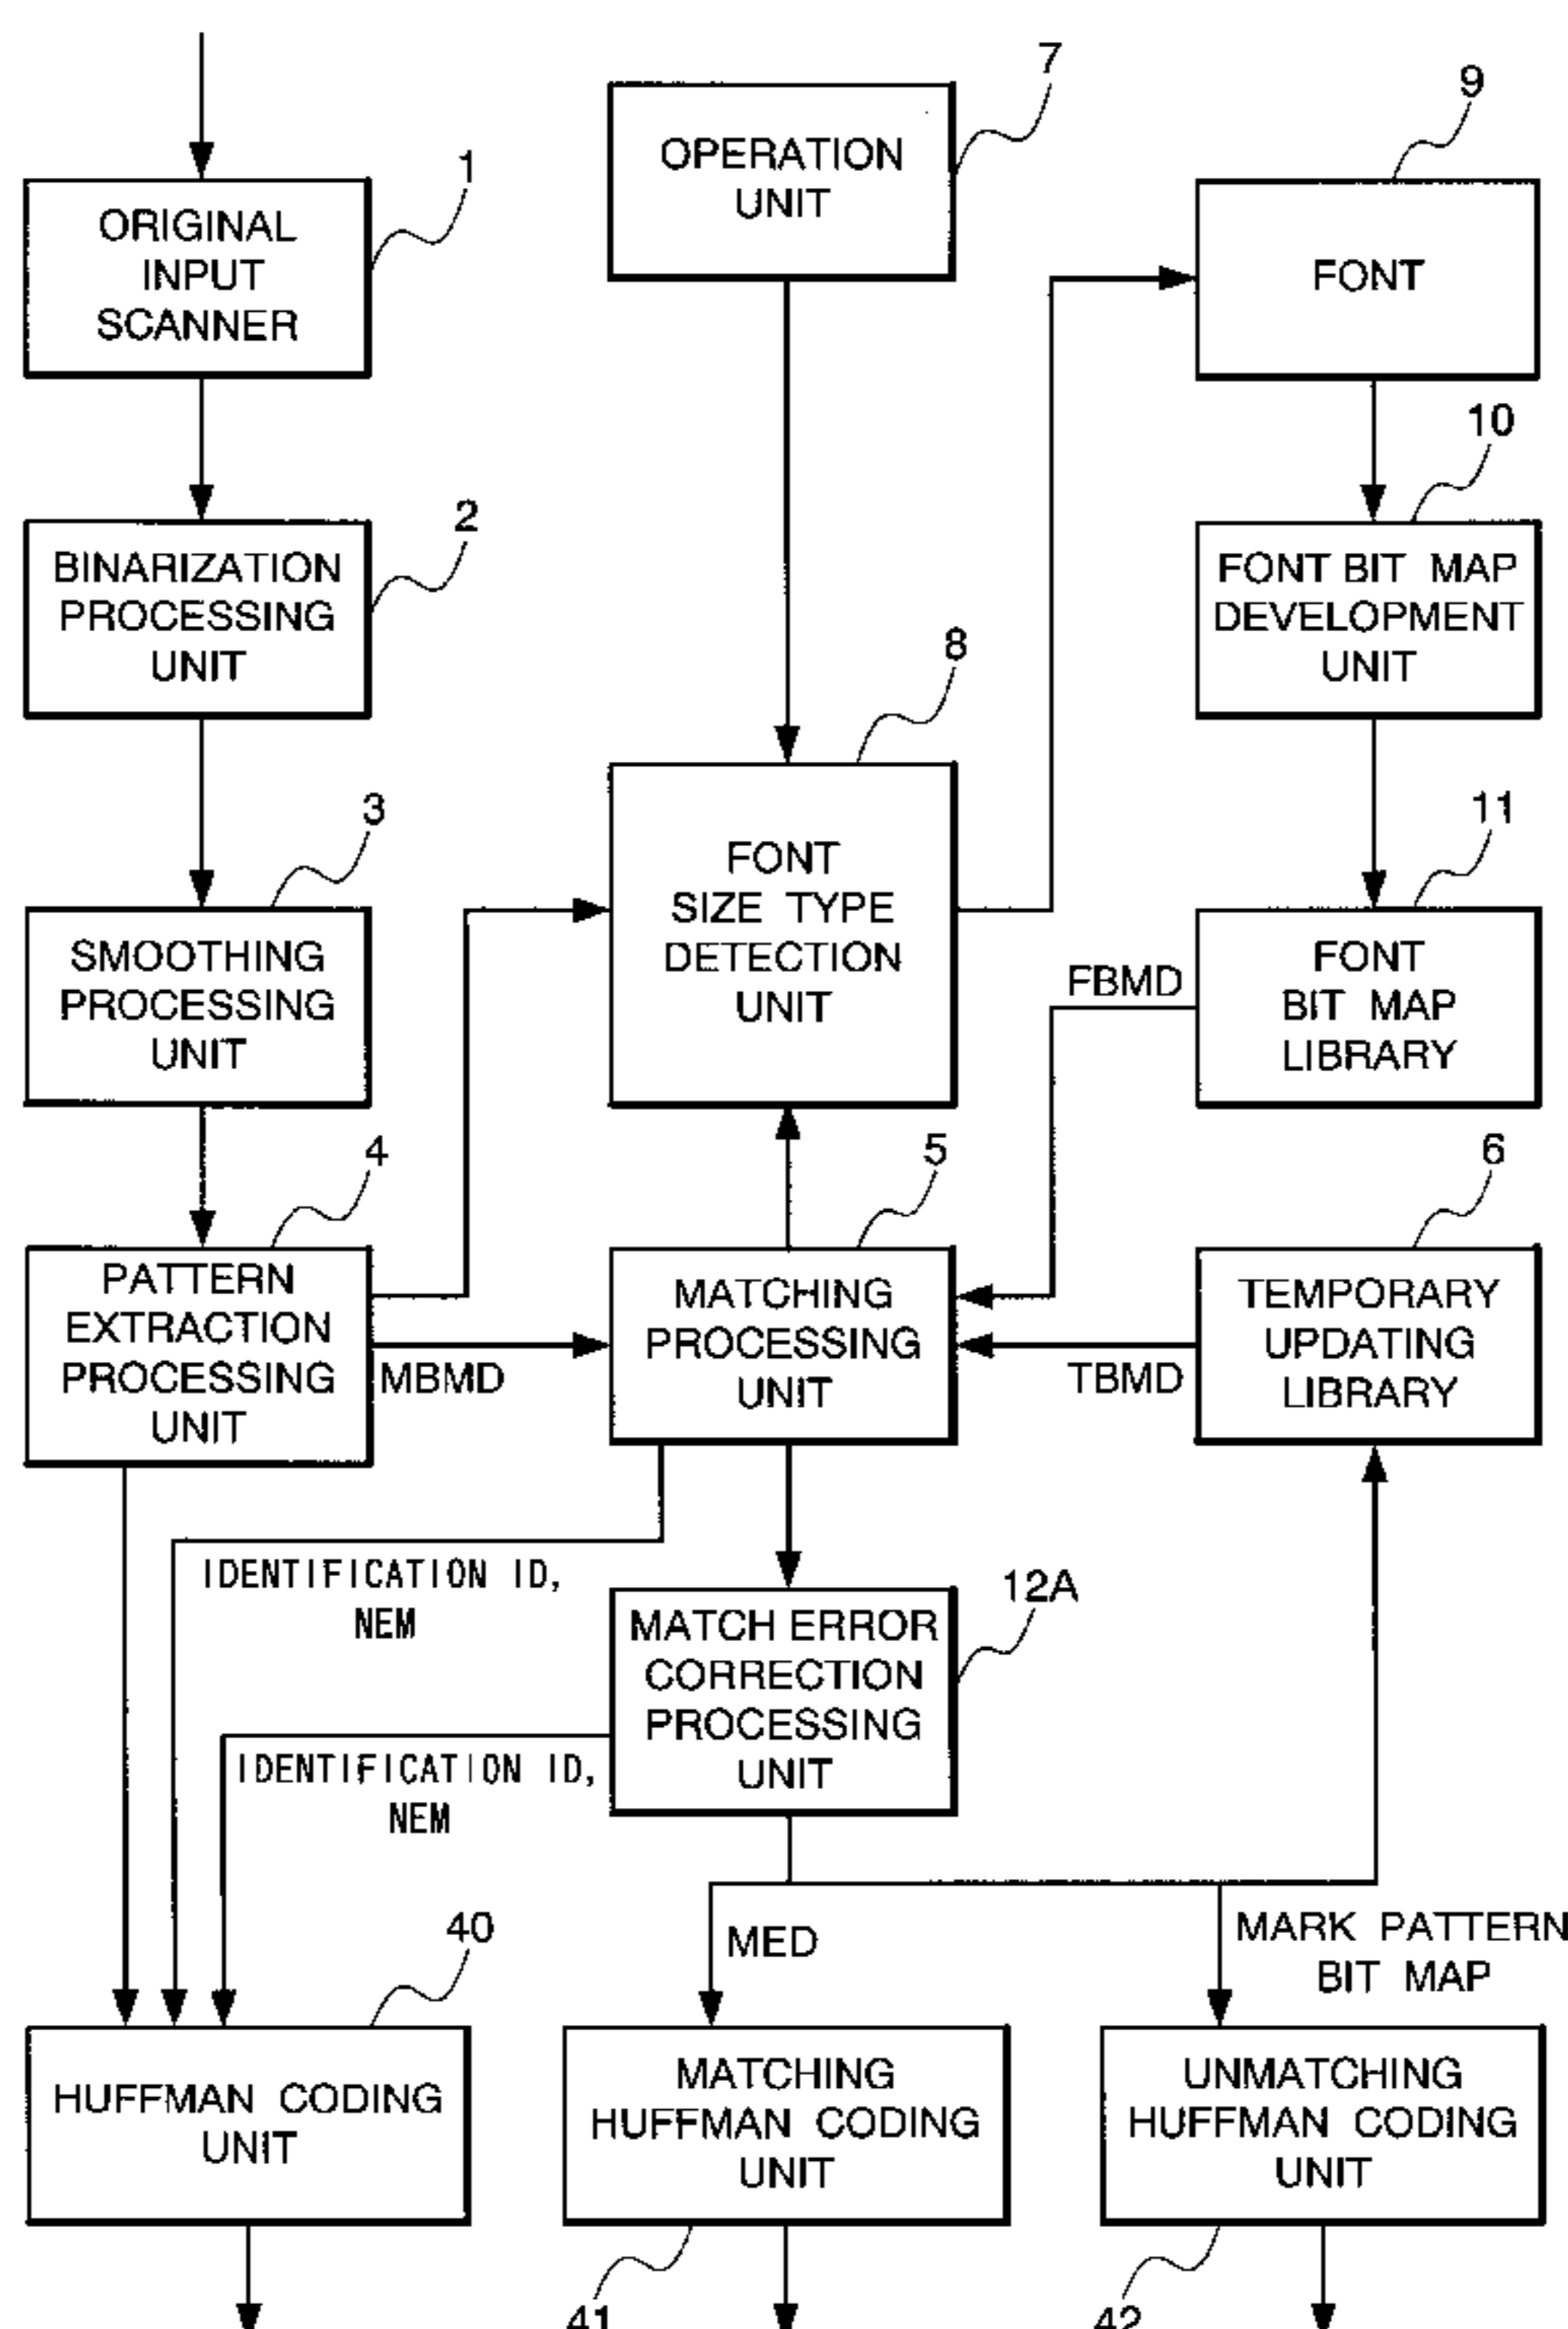 7
OPERATION
UNIT
9
FONT
1
ORIGINAL
INPUT
SCANNER
10
FONT BIT MAP
DEVELOPMENT
UNIT
2
BINARIZATION
PROCESSING
UNIT
8
FONT
SIZE TYPE
DETECTION
UNIT
11
FONT
BIT MAP
LIBRARY
FBMD
3
SMOOTHING
PROCESSING
UNIT
4
PATTERN
EXTRACTION
PROCESSING
UNIT
MBMD
5
MATCHING
PROCESSING
UNIT
TBMD
6
TEMPORARY
UPDATING
LIBRARY
IDENTIFICATION ID,
NEM
12A
MATCH ERROR
CORRECTION
PROCESSING
UNIT
IDENTIFICATION ID,
NEM
MED
MARK PATTERN
BIT MAP
40
HUFFMAN CODING
UNIT
MATCHING
HUFFMAN CODING
UNIT
41
UNMATCHING
HUFFMAN CODING
UNIT
42